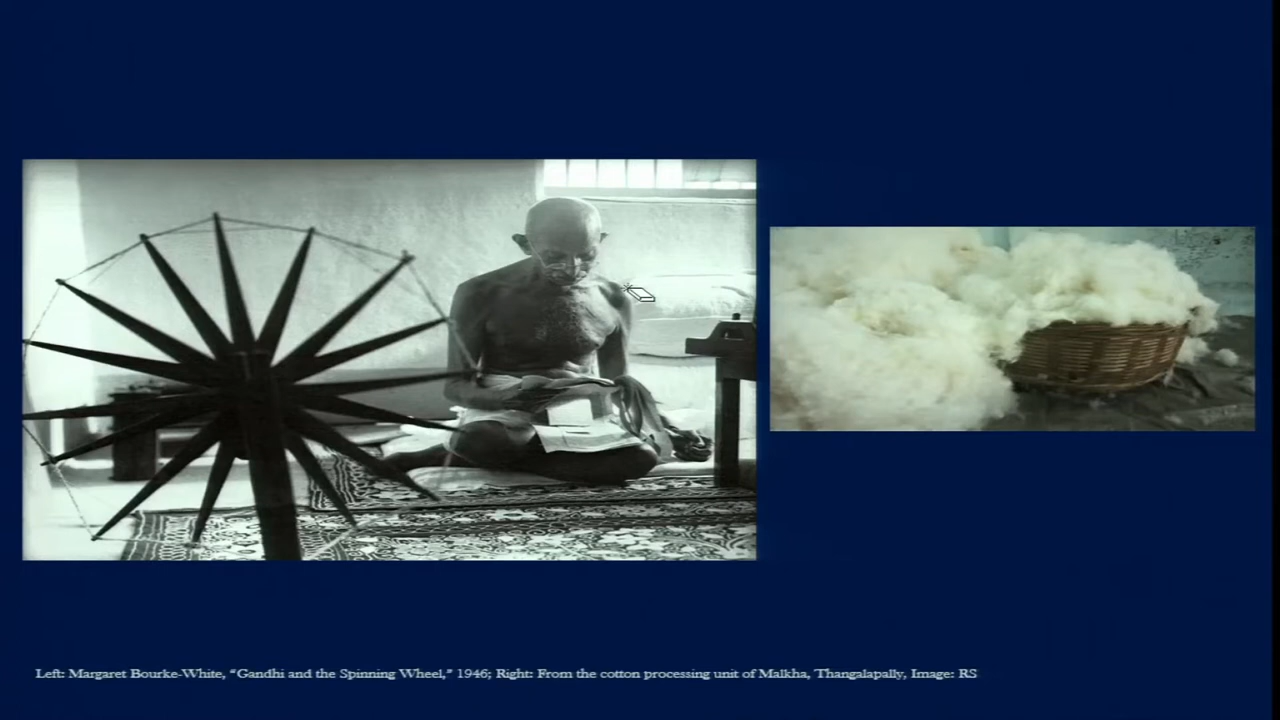 Left: Margaret Bourke-White, “Gandhi and the Spinning Wheel,” 1946; Right: From the cotton processing unit of Malkha, Thangalapally, Image: RS